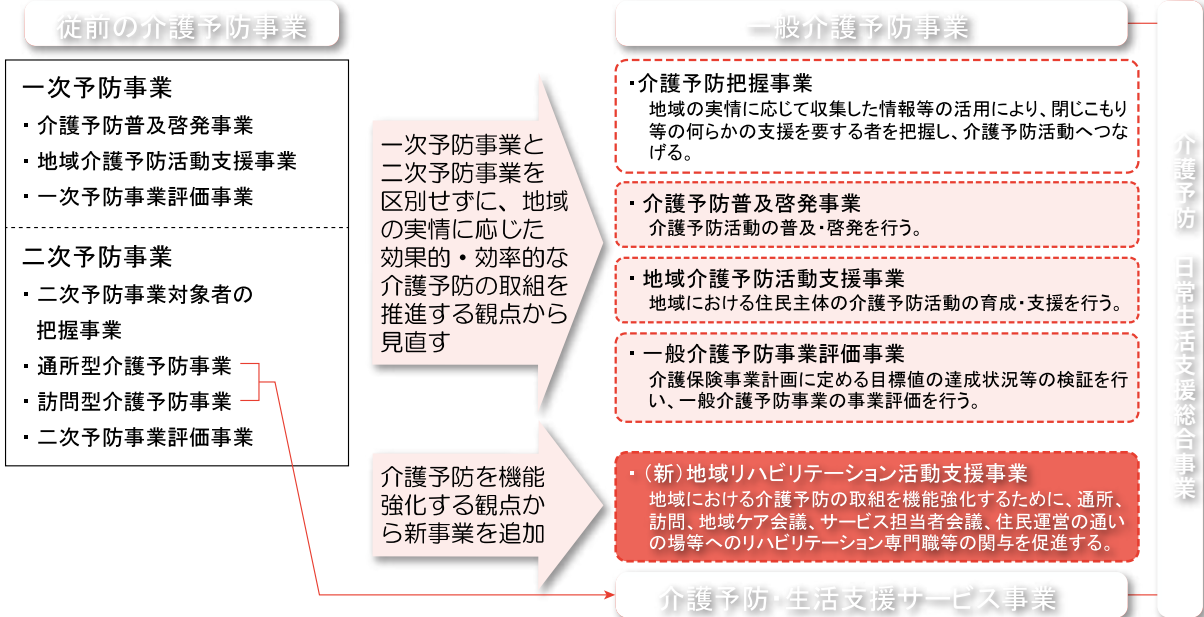 従前の介護予防事業
一次予防事業
・介護予防普及啓発事業
・地域介護予防活動支援事業
・一次予防事業評価事業
二次予防事業
・二次予防事業対象者の
把握事業
・通所型介護予防事業
・訪問型介護予防事業
・二次予防事業評価事業
一次予防事業と
二次予防事業を
区別せずに、地域
の実情に応じた
効果的・効率的な
介護予防の取組を
推進する観点から
見直す
介護予防を機能
強化する観点か
ら新事業を追加
一般介護予防事業
・介護予防把握事業
地域の実情に応じて収集した情報等の活用により、閉じこもり
等の何らかの支援を要する者を把握し、介護予防活動へつな
げる。
・介護予防普及啓発事業
介護予防活動の普及・啓発を行う。
・地域介護予防活動支援事業
地域における住民主体の介護予防活動の育成・支援を行う。
・一般介護予防事業評価事業
介護保険事業計画に定める目標値の達成状況等の検証を行
い、一般介護予防事業の事業評価を行う。
・（新）地域リハビリテーション活動支援事業
地域における介護予防の取組を機能強化するために、通所、
訪問、地域ケア会議、サービス担当者会議、住民運営の通い
の場等へのリハビリテーション専門職等の関与を促進する。
介護予防・生活支援サービス事業
介護予防 日常生活支援総合事業